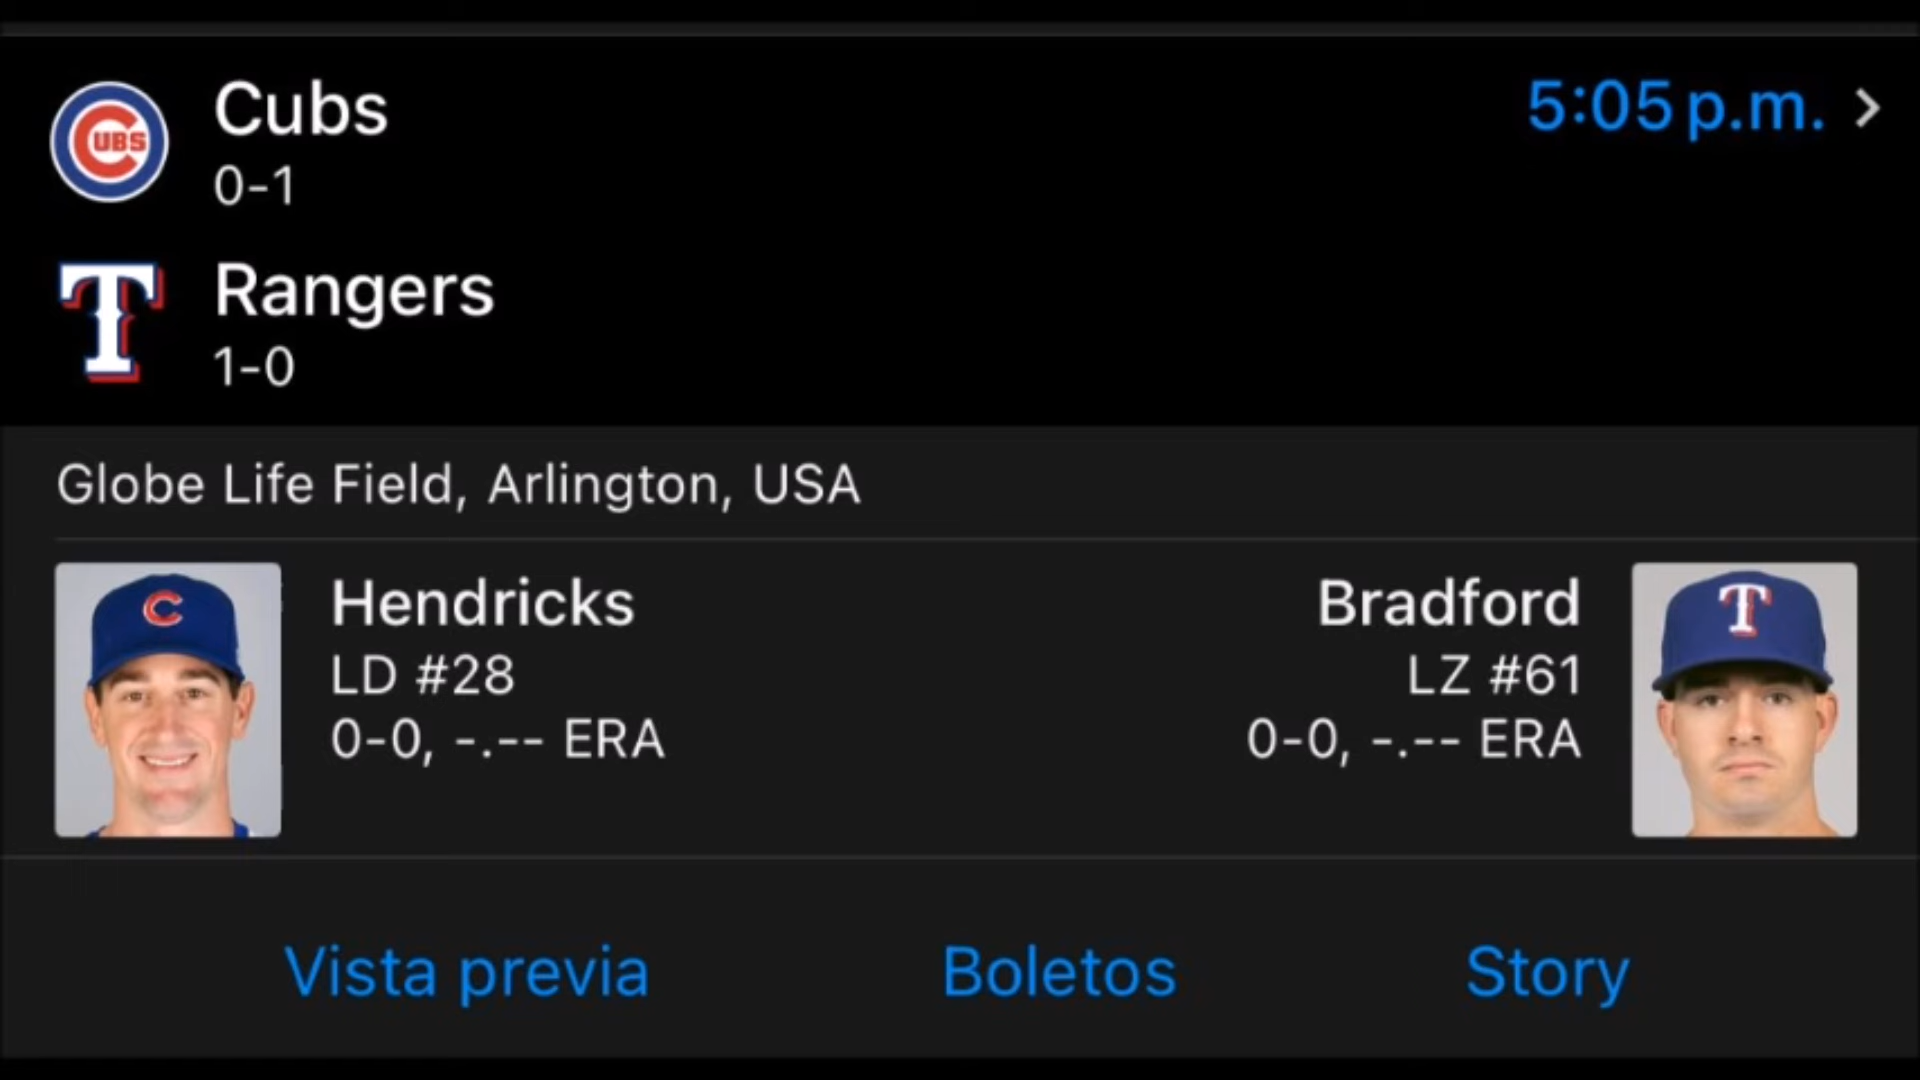 UBS
Cubs
5:05 p.m.
0-1
T
Rangers
1-0
Globe Life Field, Arlington, USA
C
Hendricks
LD #28
0-0, -.-- ERA
Bradford
LZ #61
0-0, -.-- ERA
T
Vista previa
Boletos
Story